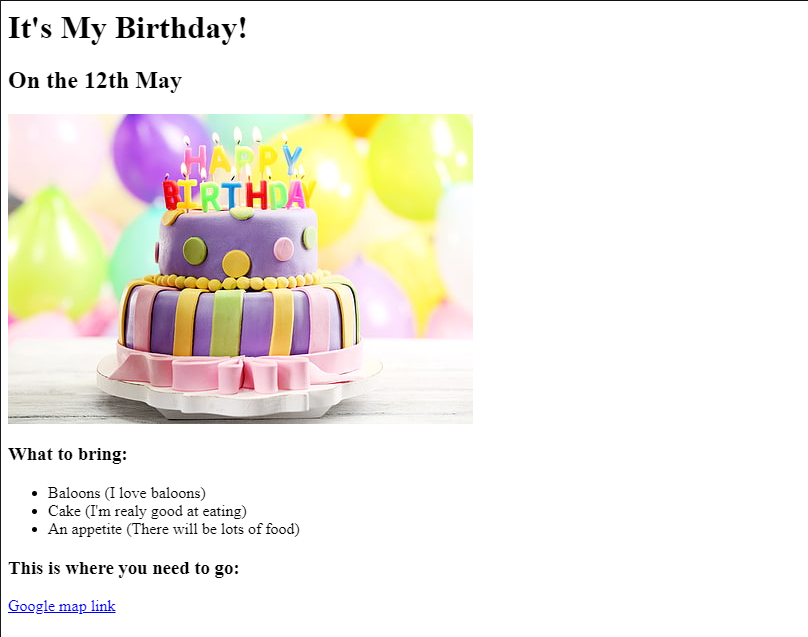 It's My Birthday!
On the 12th May
HAPPY
BIRTHDAY
What to bring:
Baloons (I love baloons)
Cake (I'm realy good at eating)
An appetite (There will be lots of food)
This is where you need to go:
Google map link